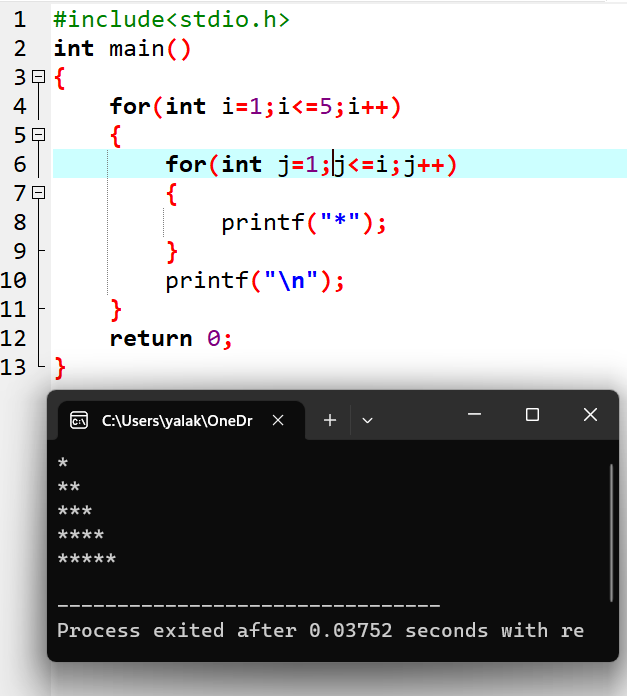 1 #include<stdio.h>
2 int main()
3 {
4     for(int i=1;i<=5;i++)
5     {
6         for(int j=1;j<=i;j++)
7         {
8             printf("*");
9         }
10         printf("\n");
11     }
12     return 0;
13 }
C:\Users\yalak\OneDr
*
**
***
****
*****
--------------------------------
Process exited after 0.03752 seconds with re